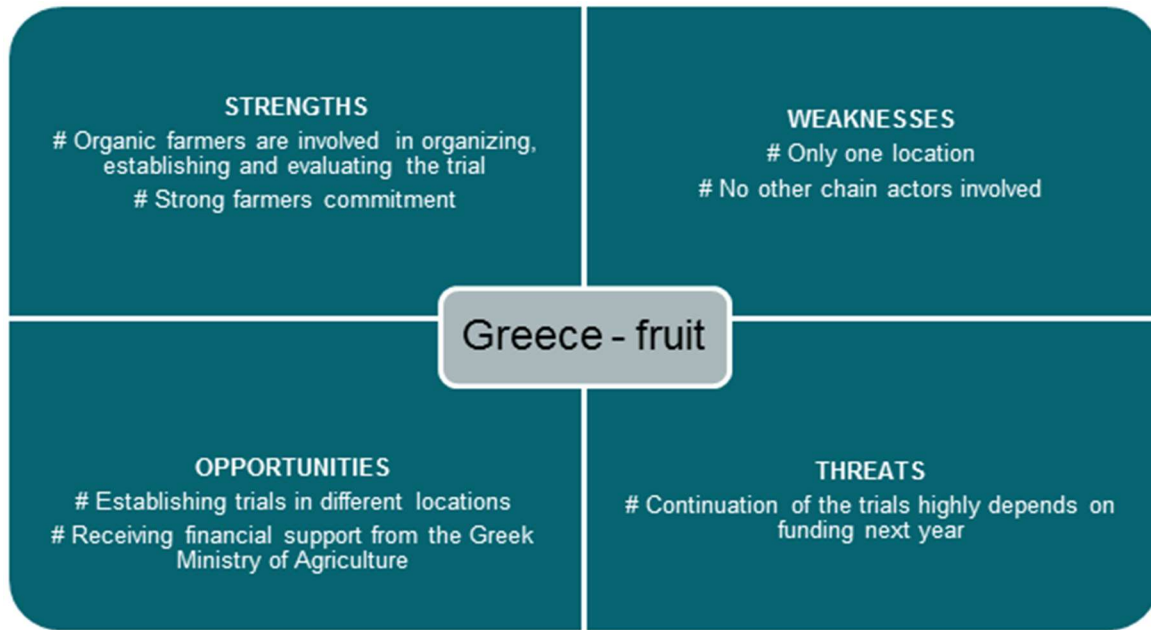 STRENGTHS
# Organic farmers are involved in organizing,
establishing and evaluating the trial
# Strong farmers commitment
WEAKNESSES
# Only one location
# No other chain actors involved
Greece - fruit
OPPORTUNITIES
# Establishing trials in different locations
# Receiving financial support from the Greek
Ministry of Agriculture
THREATS
# Continuation of the trials highly depends on
funding next year